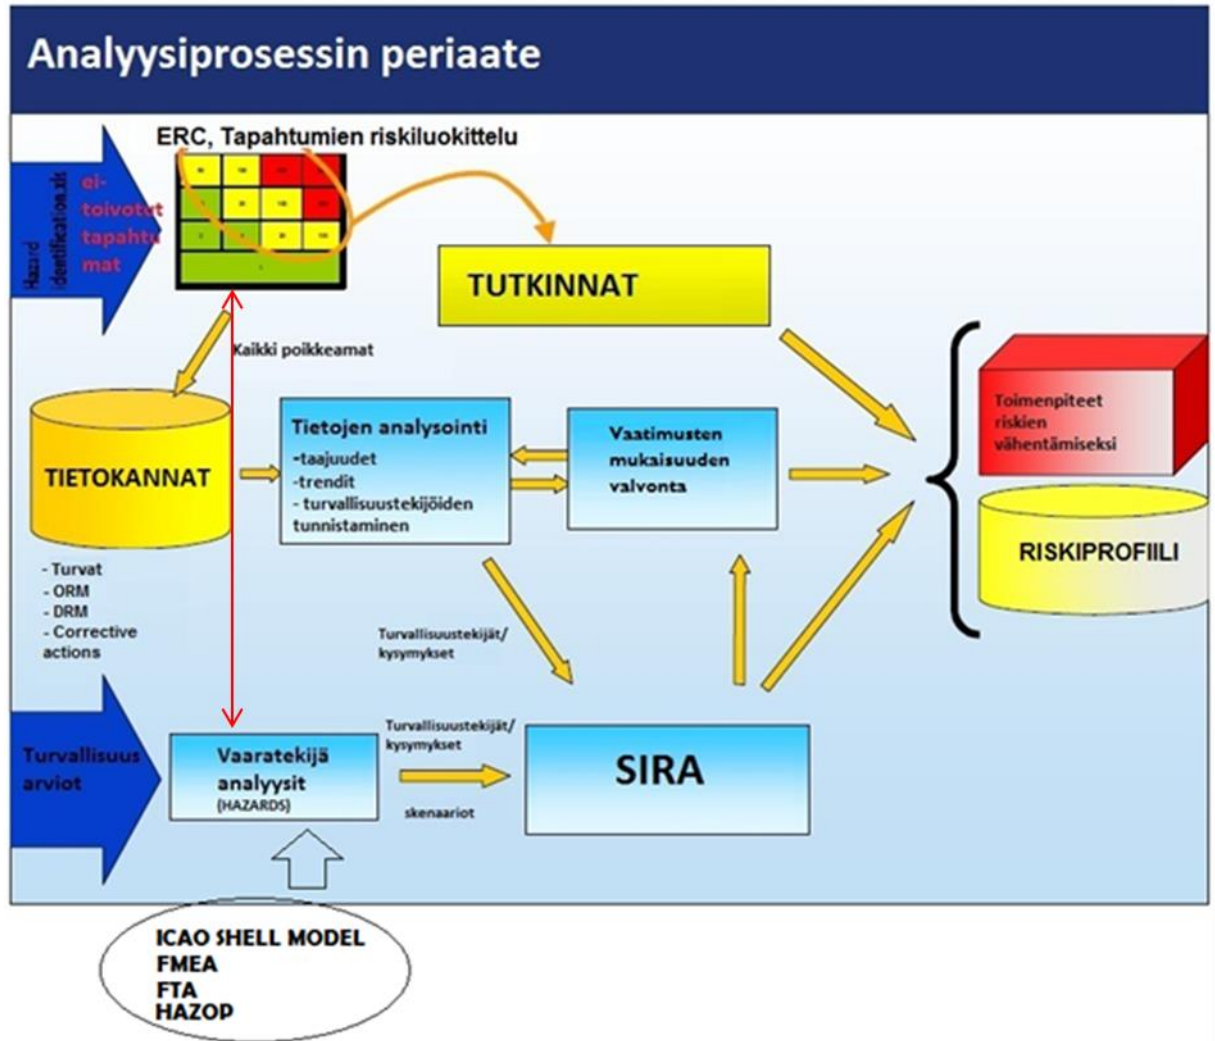 Analyysiprosessin periaate
ERC, Tapahtumien riskiluokittelu
Hazard
identification.xls
ei-
toivotut
tapahtu
mat
TUTKINNAT
Kaikki poikkeamat
TIETOKANNAT
Tietojen analysointi
-taajuudet
-trendit
- turvallisuustekijöiden
tunnistaminen
Vaatimusten
mukaisuuden
valvonta
Toimenpiteet
riskien
vähentämiseksi
RISKIPROFIILI
- Turvat
- ORM
- DRM
- Corrective
actions
Turvallisuustekijät/
kysymykset
Turvallisuus
arviot
Vaaratekijä
analyysit
(HAZARDS)
Turvallisuustekijät/
kysymykset
skenaariot
SIRA
ICAO SHELL MODEL
FMEA
FTA
HAZOP